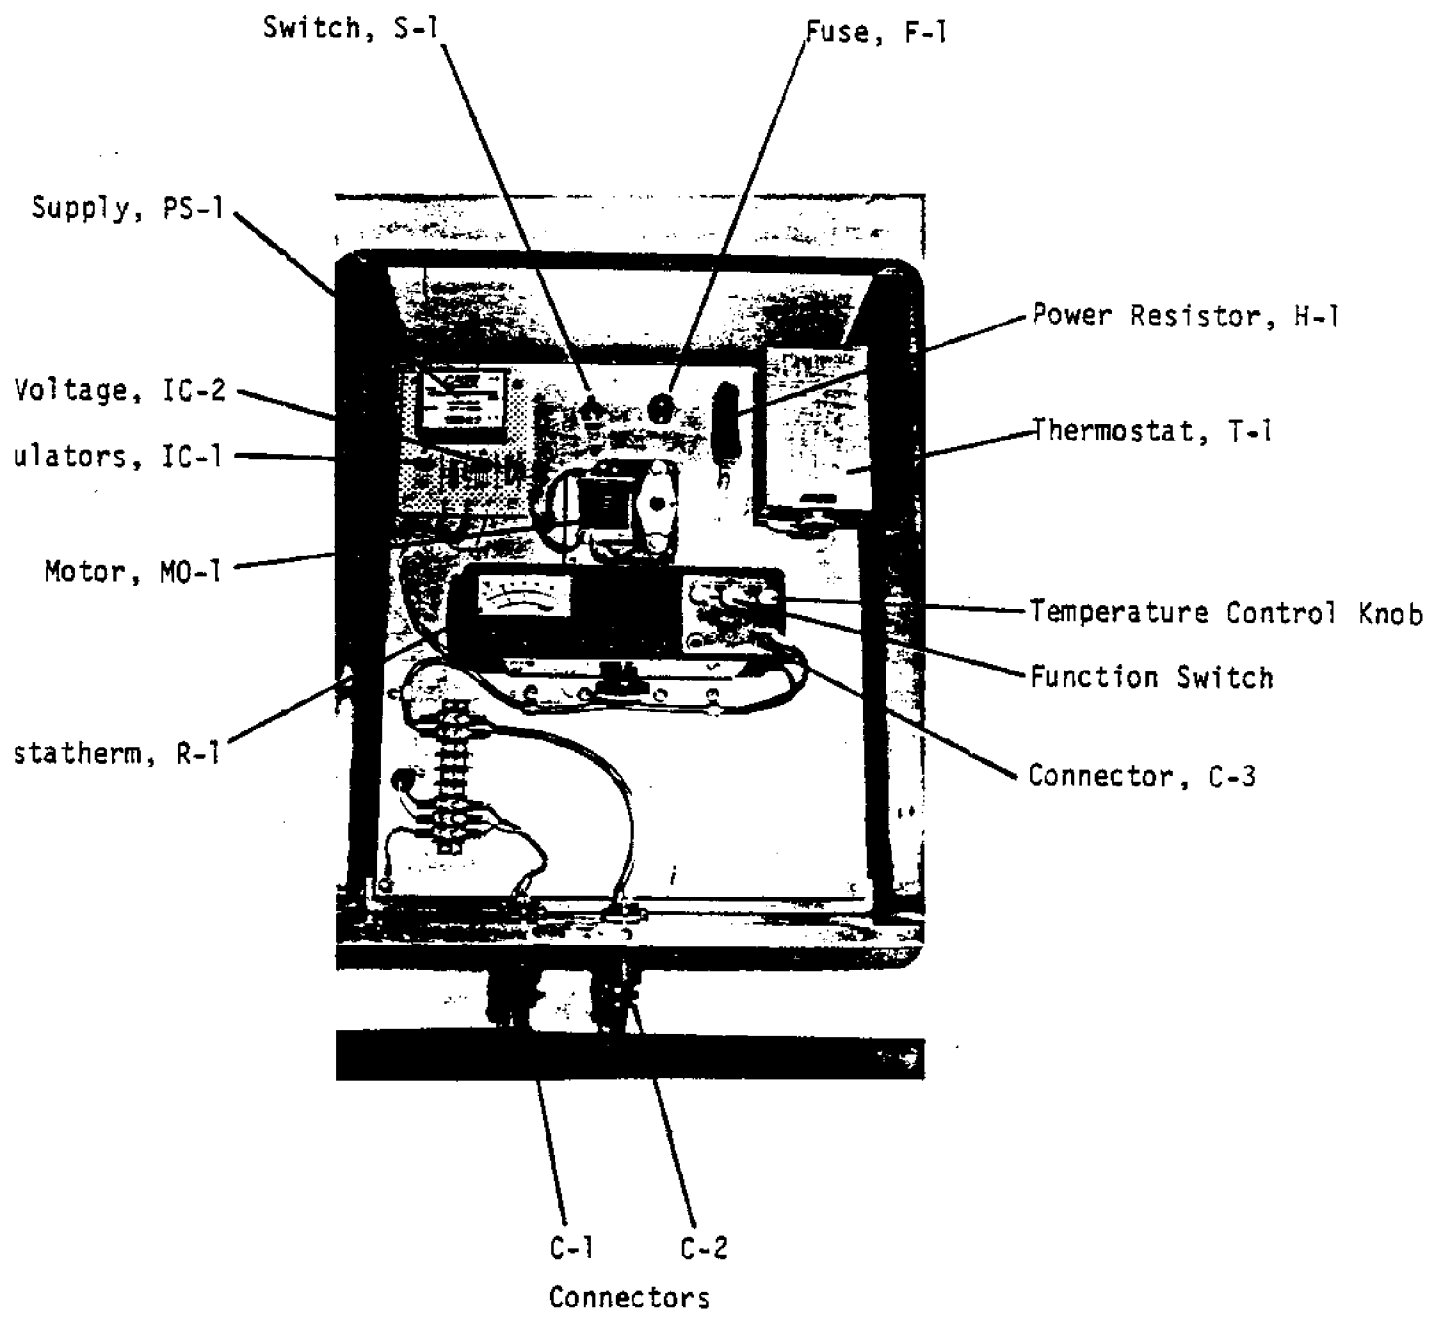 Switch, S-1
Fuse, F-1
Supply, PS-1
Power Resistor, H-1
Voltage, IC-2
Thermostat, T-1
ulators, IC-1
Motor, MO-1
Temperature Control Knob
Function Switch
statherm, R-1
Connector, C-3
C-1 C-2
Connectors